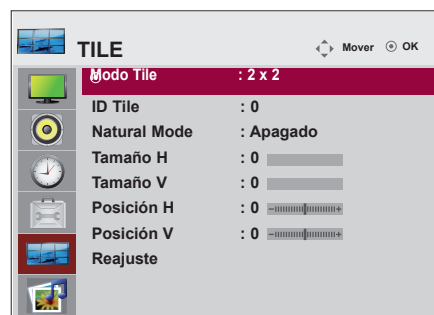 TILE Mover OK
Modo Tile : 2 x 2
ID Tile : 0
Natural Mode : Apagado
Tamaño H : 0
Tamaño V : 0
Posición H : 0 - +
Posición V : 0 - +
Reajuste